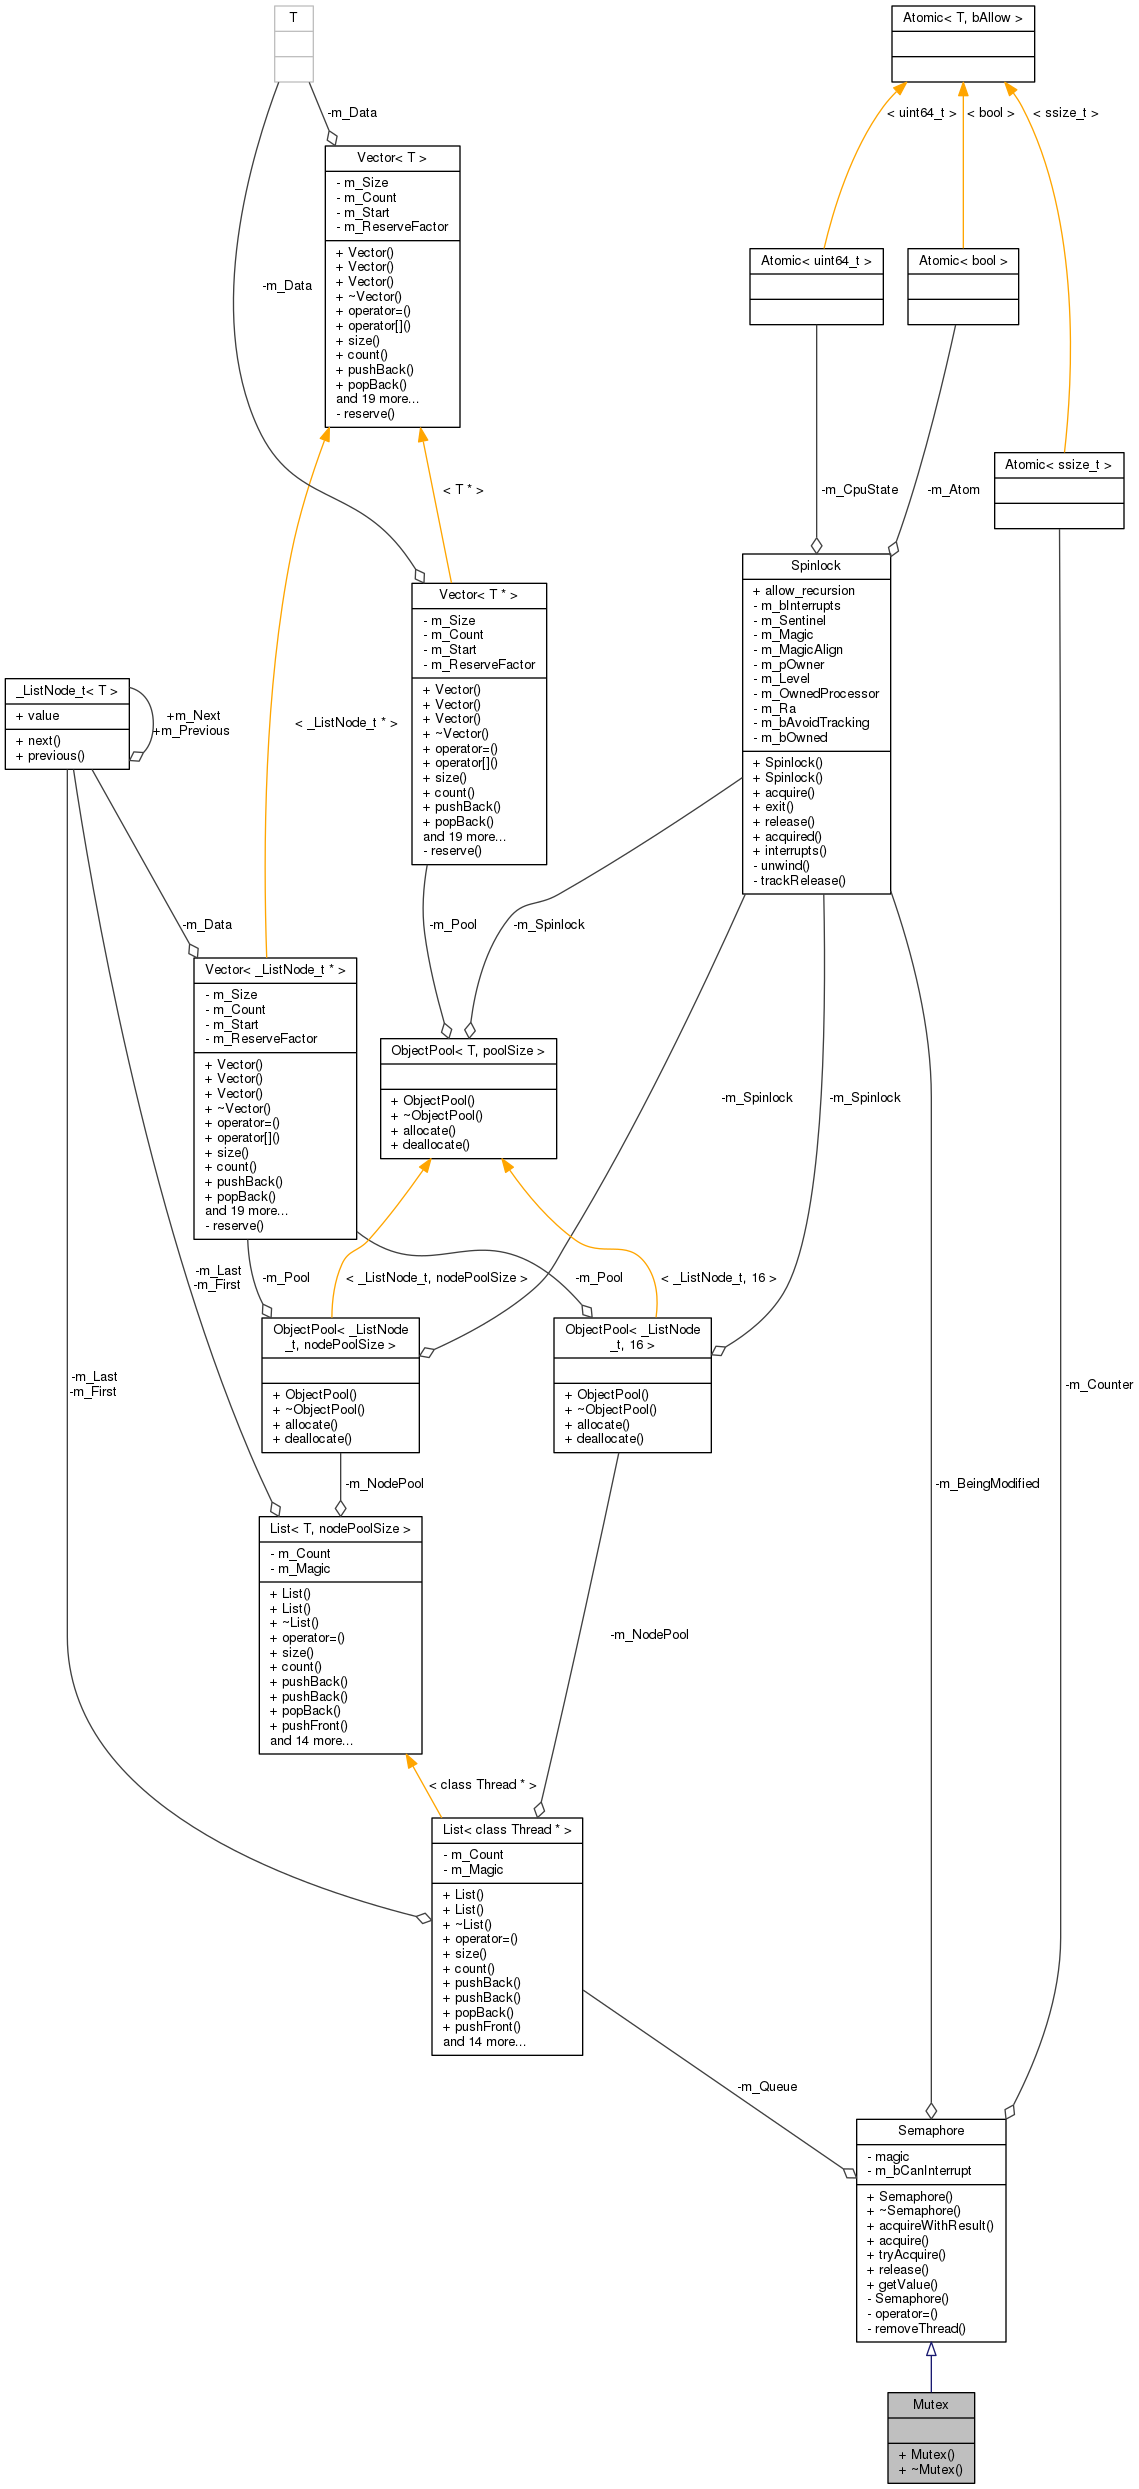 T
Atomic< T, bAllow >
-m_Data
< uint64_t >
< bool >
< ssize_t >
Vector< T >
- m_Size
- m_Count
- m_Start
- m_ReserveFactor
+ Vector()
+ Vector()
+ Vector()
+ ~Vector()
+ operator=()
+ operator[]()
+ size()
+ count()
+ pushBack()
+ popBack()
and 19 more...
- reserve()
-m_Data
Atomic< uint64_t >
Atomic< bool >
Atomic< ssize_t >
< T * >
-m_CpuState
-m_Atom
Spinlock
+ allow_recursion
- m_bInterrupts
- m_Sentinel
- m_Magic
- m_MagicAlign
- m_pOwner
- m_Level
- m_OwnedProcessor
- m_Ra
- m_bAvoidTracking
- m_bOwned
+ Spinlock()
+ Spinlock()
+ acquire()
+ exit()
+ release()
+ acquired()
+ interrupts()
- unwind()
- trackRelease()
Vector< T * >
- m_Size
- m_Count
- m_Start
- m_ReserveFactor
+ Vector()
+ Vector()
+ Vector()
+ ~Vector()
+ operator=()
+ operator[]()
+ size()
+ count()
+ pushBack()
+ popBack()
and 19 more...
- reserve()
_ListNode_t< T >
+ value
+ next()
+ previous()
+m_Next
+m_Previous
< _ListNode_t * >
-m_Data
-m_Pool
-m_Spinlock
Vector< _ListNode_t * >
- m_Size
- m_Count
- m_Start
- m_ReserveFactor
+ Vector()
+ Vector()
+ Vector()
+ ~Vector()
+ operator=()
+ operator[]()
+ size()
+ count()
+ pushBack()
+ popBack()
and 19 more...
- reserve()
ObjectPool< T, poolSize >
+ ObjectPool()
+ ~ObjectPool()
+ allocate()
+ deallocate()
-m_Spinlock
-m_Spinlock
-m_Last
-m_First
-m_Pool
< _ListNode_t, nodePoolSize >
-m_Pool
< _ListNode_t, 16 >
ObjectPool< _ListNode
_t, nodePoolSize >
+ ObjectPool()
+ ~ObjectPool()
+ allocate()
+ deallocate()
ObjectPool< _ListNode
_t, 16 >
+ ObjectPool()
+ ~ObjectPool()
+ allocate()
+ deallocate()
-m_Last
-m_First
-m_Counter
-m_NodePool
-m_BeingModified
List< T, nodePoolSize >
- m_Count
- m_Magic
+ List()
+ List()
+ ~List()
+ operator=()
+ size()
+ count()
+ pushBack()
+ pushBack()
+ popBack()
+ pushFront()
and 14 more...
-m_NodePool
< class Thread * >
List< class Thread * >
- m_Count
- m_Magic
+ List()
+ List()
+ ~List()
+ operator=()
+ size()
+ count()
+ pushBack()
+ pushBack()
+ popBack()
+ pushFront()
and 14 more...
-m_Queue
Semaphore
- magic
- m_bCanInterrupt
+ Semaphore()
+ ~Semaphore()
+ acquireWithResult()
+ acquire()
+ tryAcquire()
+ release()
+ getValue()
- Semaphore()
- operator=()
- removeThread()
Mutex
+ Mutex()
+ ~Mutex()